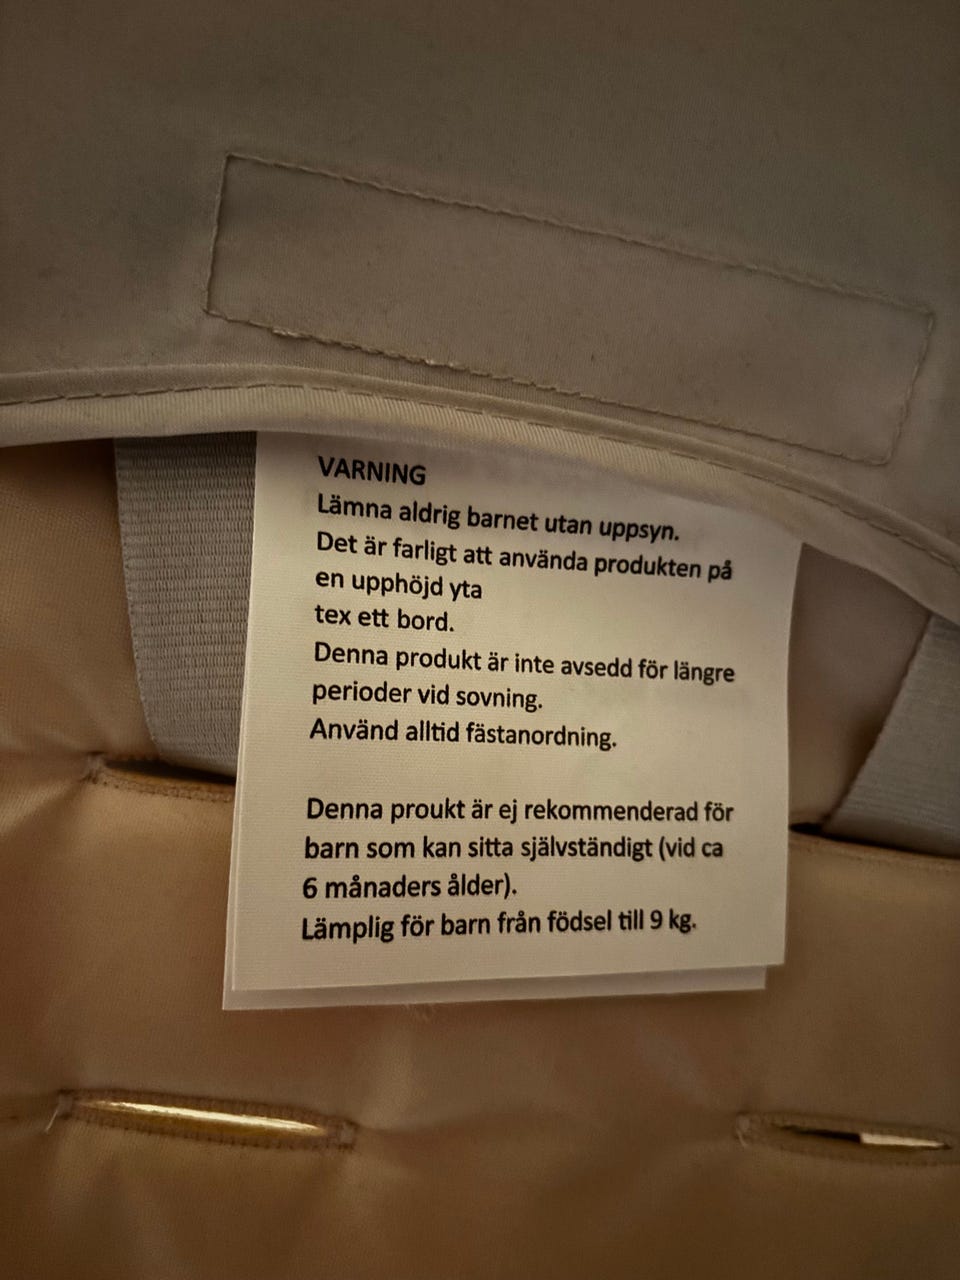 VARNING
Lämna aldrig barnet utan uppsyn.
Det är farligt att använda produkten på
en upphöjd yta
tex ett bord.
Denna produkt är inte avsedd för längre
perioder vid sovning.
Använd alltid fästanordning.
Denna proukt är ej rekommenderad för
barn som kan sitta självständigt (vid ca
6 månaders ålder).
Lämplig för barn från födsel till 9 kg.